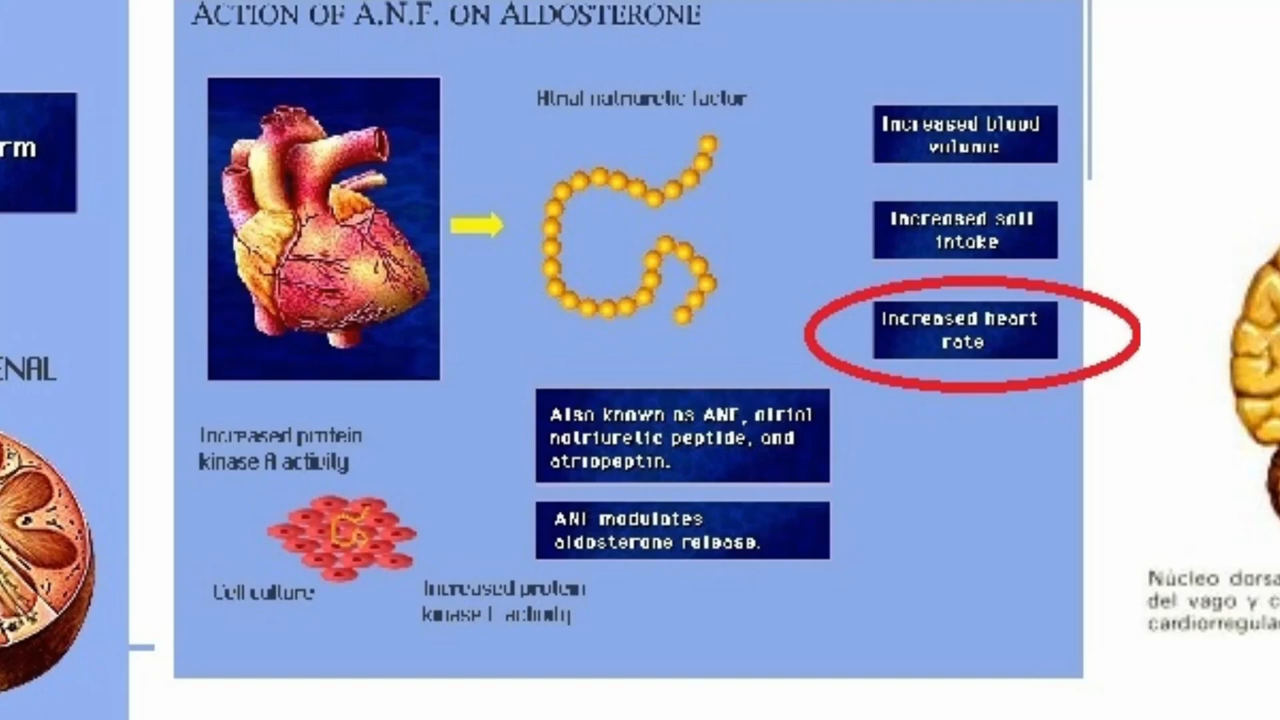 ACTION OF A.N.F. ON ALDOSTERONE
rm
Atrial natriuretic factor
Increased blood
volume
Increased salt
intake
Increased heart
rate
ENAL
Also known as ANF, atrial
natriuretic peptide, and
atriopeptin.
Increased protein
kinase A activity
ANF modulates
aldosterone release.
Cell culture
Increased protein
kinase C activity
Núcleo dorsa
del vago y c
cardiorregula